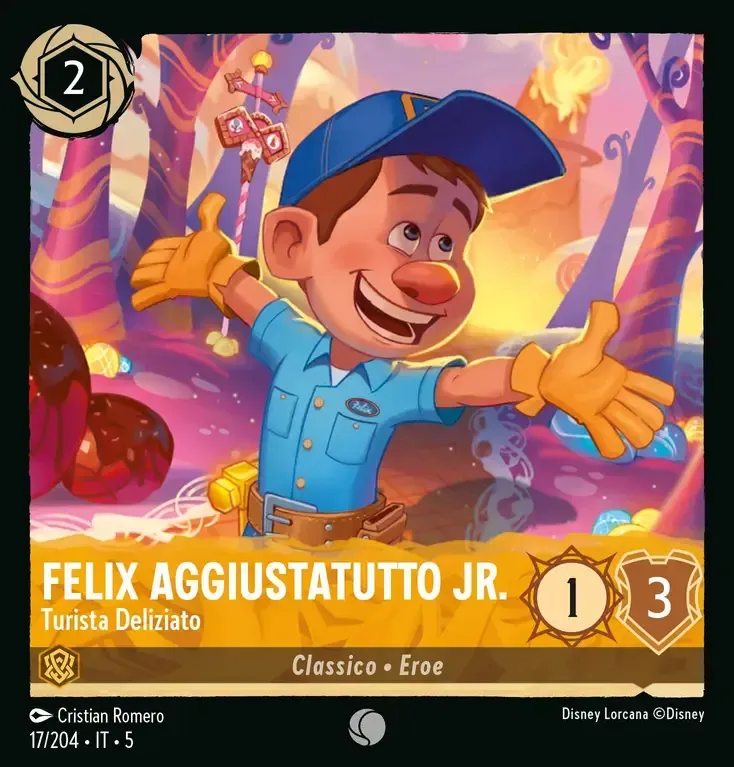 2
Felix
FELIX AGGIUSTATUTTO JR.
Turista Deliziato
1
3
Classico • Eroe
Cristian Romero
Disney Lorcana ©Disney
17/204 • IT • 5